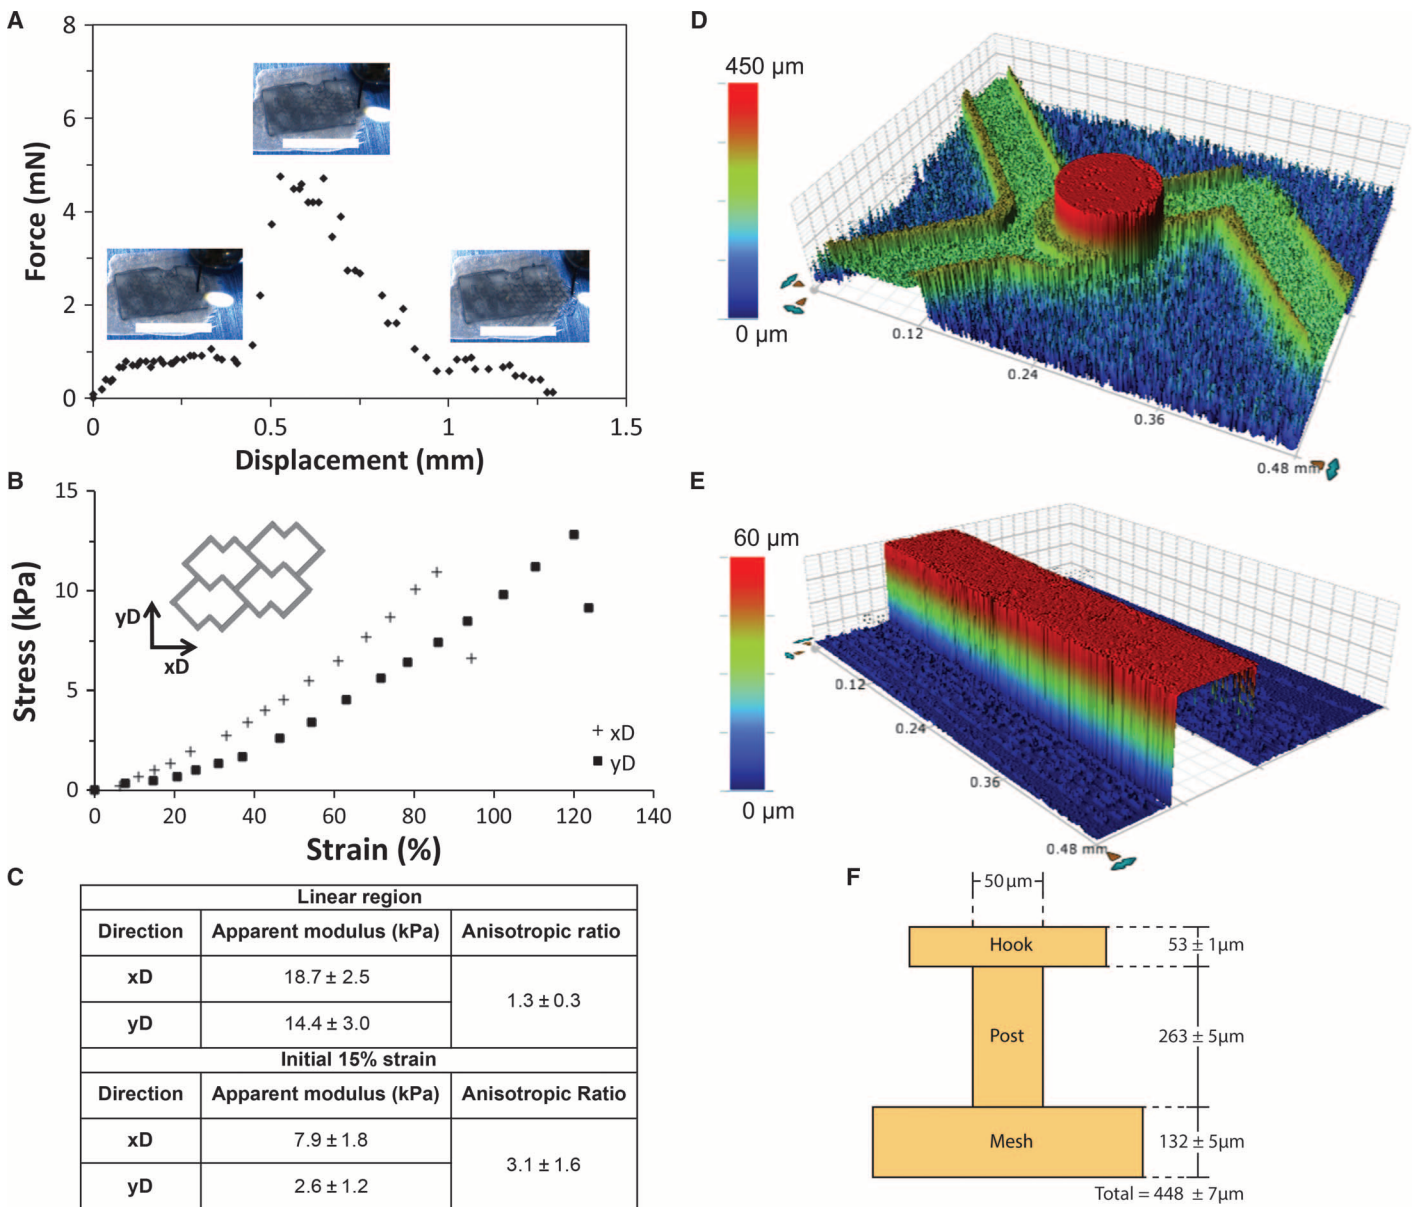 A
8
6
4
2
0
Force (mN)
0
0.5
1
1.5
Displacement (mm)
B
15
10
5
0
Stress (kPa)
yD
xD
xD
yD
0
20
40
60
80
100
120
140
Strain (%)
C
Linear region
Direction Apparent modulus (kPa) Anisotropic ratio
xD 18.7 ± 2.5
1.3 ± 0.3
yD 14.4 ± 3.0
Initial 15% strain
Direction Apparent modulus (kPa) Anisotropic Ratio
xD 7.9 ± 1.8
3.1 ± 1.6
yD 2.6 ± 1.2
D
450 µm
0 µm
0.12
0.24
0.36
0.48 mm
E
60 µm
0 µm
0.12
0.24
0.36
0.48 mm
F
50 µm
Hook
53 ± 1µm
Post
263 ± 5µm
Mesh
132 ± 5µm
Total = 448 ± 7µm